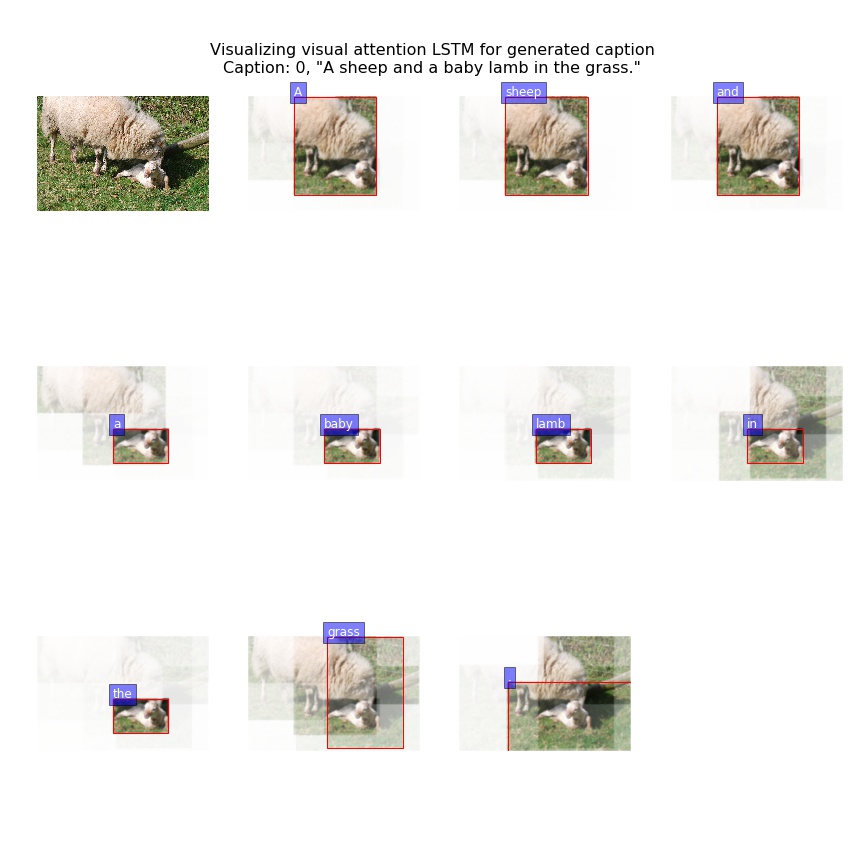 Visualizing visual attention LSTM for generated caption
Caption: 0, "A sheep and a baby lamb in the grass."
A
sheep
and
a
baby
lamb
in
the
grass
.